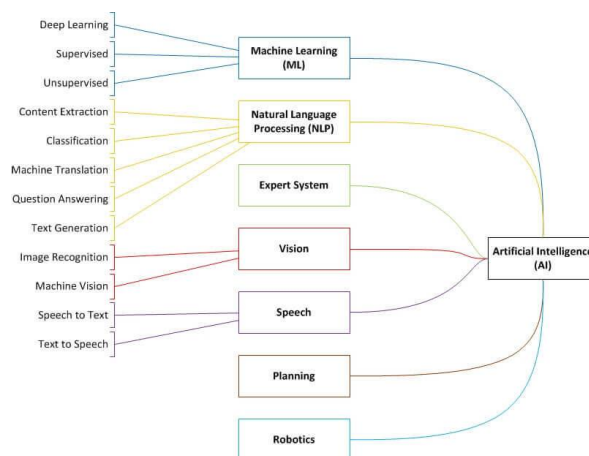 Deep Learning
Supervised
Unsupervised
Content Extraction
Classification
Machine Translation
Question Answering
Text Generation
Image Recognition
Machine Vision
Speech to Text
Text to Speech
Machine Learning
(ML)
Natural Language
Processing (NLP)
Expert System
Vision
Speech
Planning
Robotics
Artificial Intelligence
(AI)